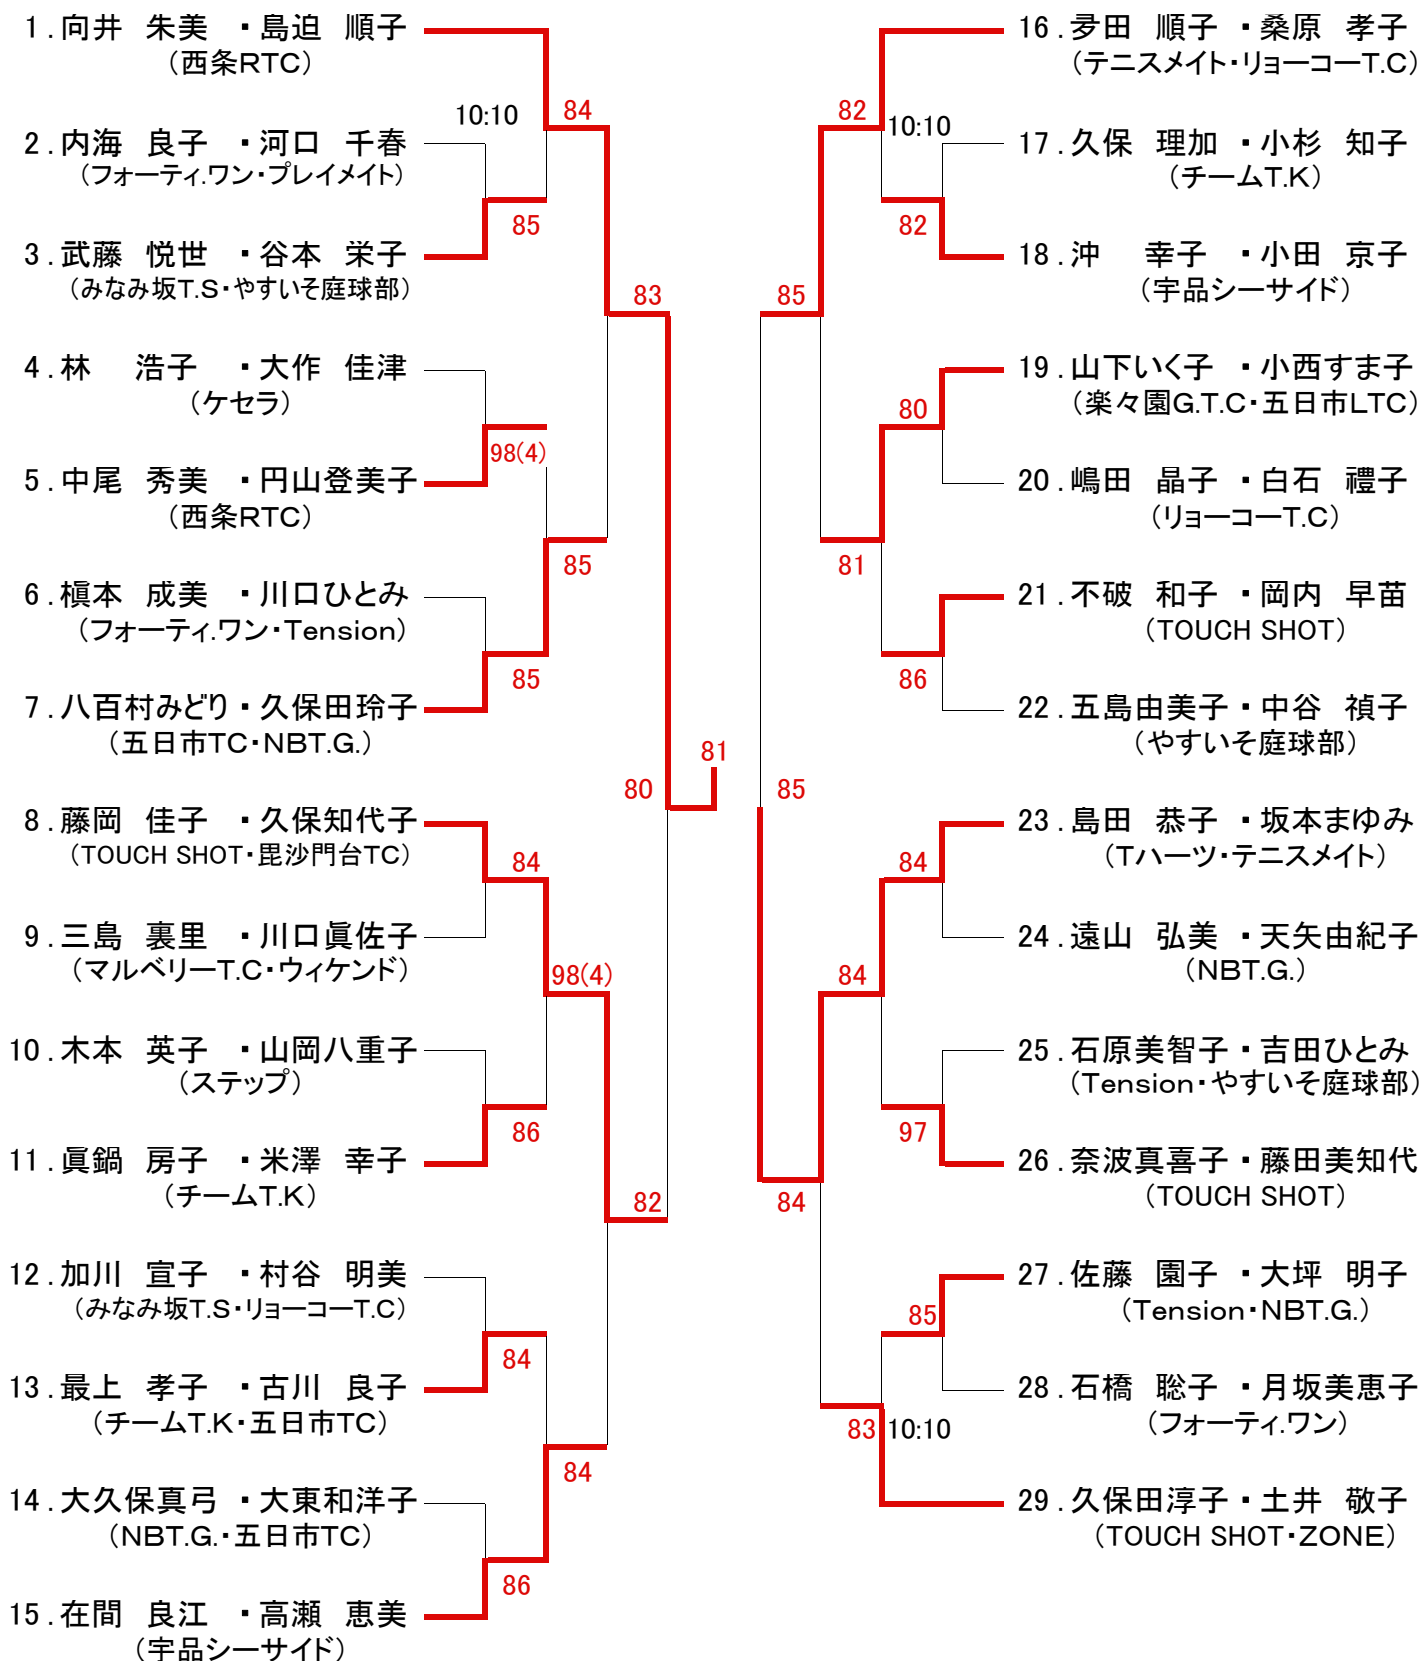 1.向井 朱美 ・島迫 順子
(西条RTC)
84
10:10
2.内海 良子 ・河口 千春
(フォーティ.ワン・プレイメイト)
85
3.武藤 悦世 ・谷本 栄子
(みなみ坂T.S・やすいそ庭球部)
83
4.林 浩子 ・大作 佳津
(ケセラ)
98(4)
5.中尾 秀美 ・円山登美子
(西条RTC)
85
6.槇本 成美 ・川口ひとみ
(フォーティ.ワン・Tension)
85
7.八百村みどり・久保田玲子
(五日市TC・NBT.G.)
81
80
8.藤岡 佳子 ・久保知代子
(TOUCH SHOT・毘沙門台TC)
84
9.三島 裏里 ・川口眞佐子
(マルベリーT.C・ウィケンド)
98(4)
10.木本 英子 ・山岡八重子
(ステップ)
86
11.眞鍋 房子 ・米澤 幸子
(チームT.K)
82
12.加川 宣子 ・村谷 明美
(みなみ坂T.S・リョーコーT.C)
84
13.最上 孝子 ・古川 良子
(チームT.K・五日市TC)
84
14.大久保真弓 ・大東和洋子
(NBT.G.・五日市TC)
86
15.在間 良江 ・高瀬 恵美
(宇品シーサイド)
16.多田 順子 ・桑原 孝子
(テニスメイト・リョーコーT.C)
82
10:10
17.久保 理加 ・小杉 知子
(チームT.K)
82
18.沖 幸子 ・小田 京子
(宇品シーサイド)
85
19.山下いく子 ・小西すま子
(楽々園G.T.C・五日市LTC)
80
20.嶋田 晶子 ・白石 禮子
(リョーコーT.C)
81
21.不破 和子 ・岡内 早苗
(TOUCH SHOT)
86
22.五島由美子・中谷 禎子
(やすいそ庭球部)
85
23.島田 恭子 ・坂本まゆみ
(Tハーツ・テニスメイト)
84
24.遠山 弘美 ・天矢由紀子
(NBT.G.)
84
25.石原美智子・吉田ひとみ
(Tension・やすいそ庭球部)
97
26.奈波真喜子・藤田美知代
(TOUCH SHOT)
84
27.佐藤 園子 ・大坪 明子
(Tension・NBT.G.)
85
28.石橋 聡子 ・月坂美恵子
(フォーティ.ワン)
83
10:10
29.久保田淳子・土井 敬子
(TOUCH SHOT・ZONE)